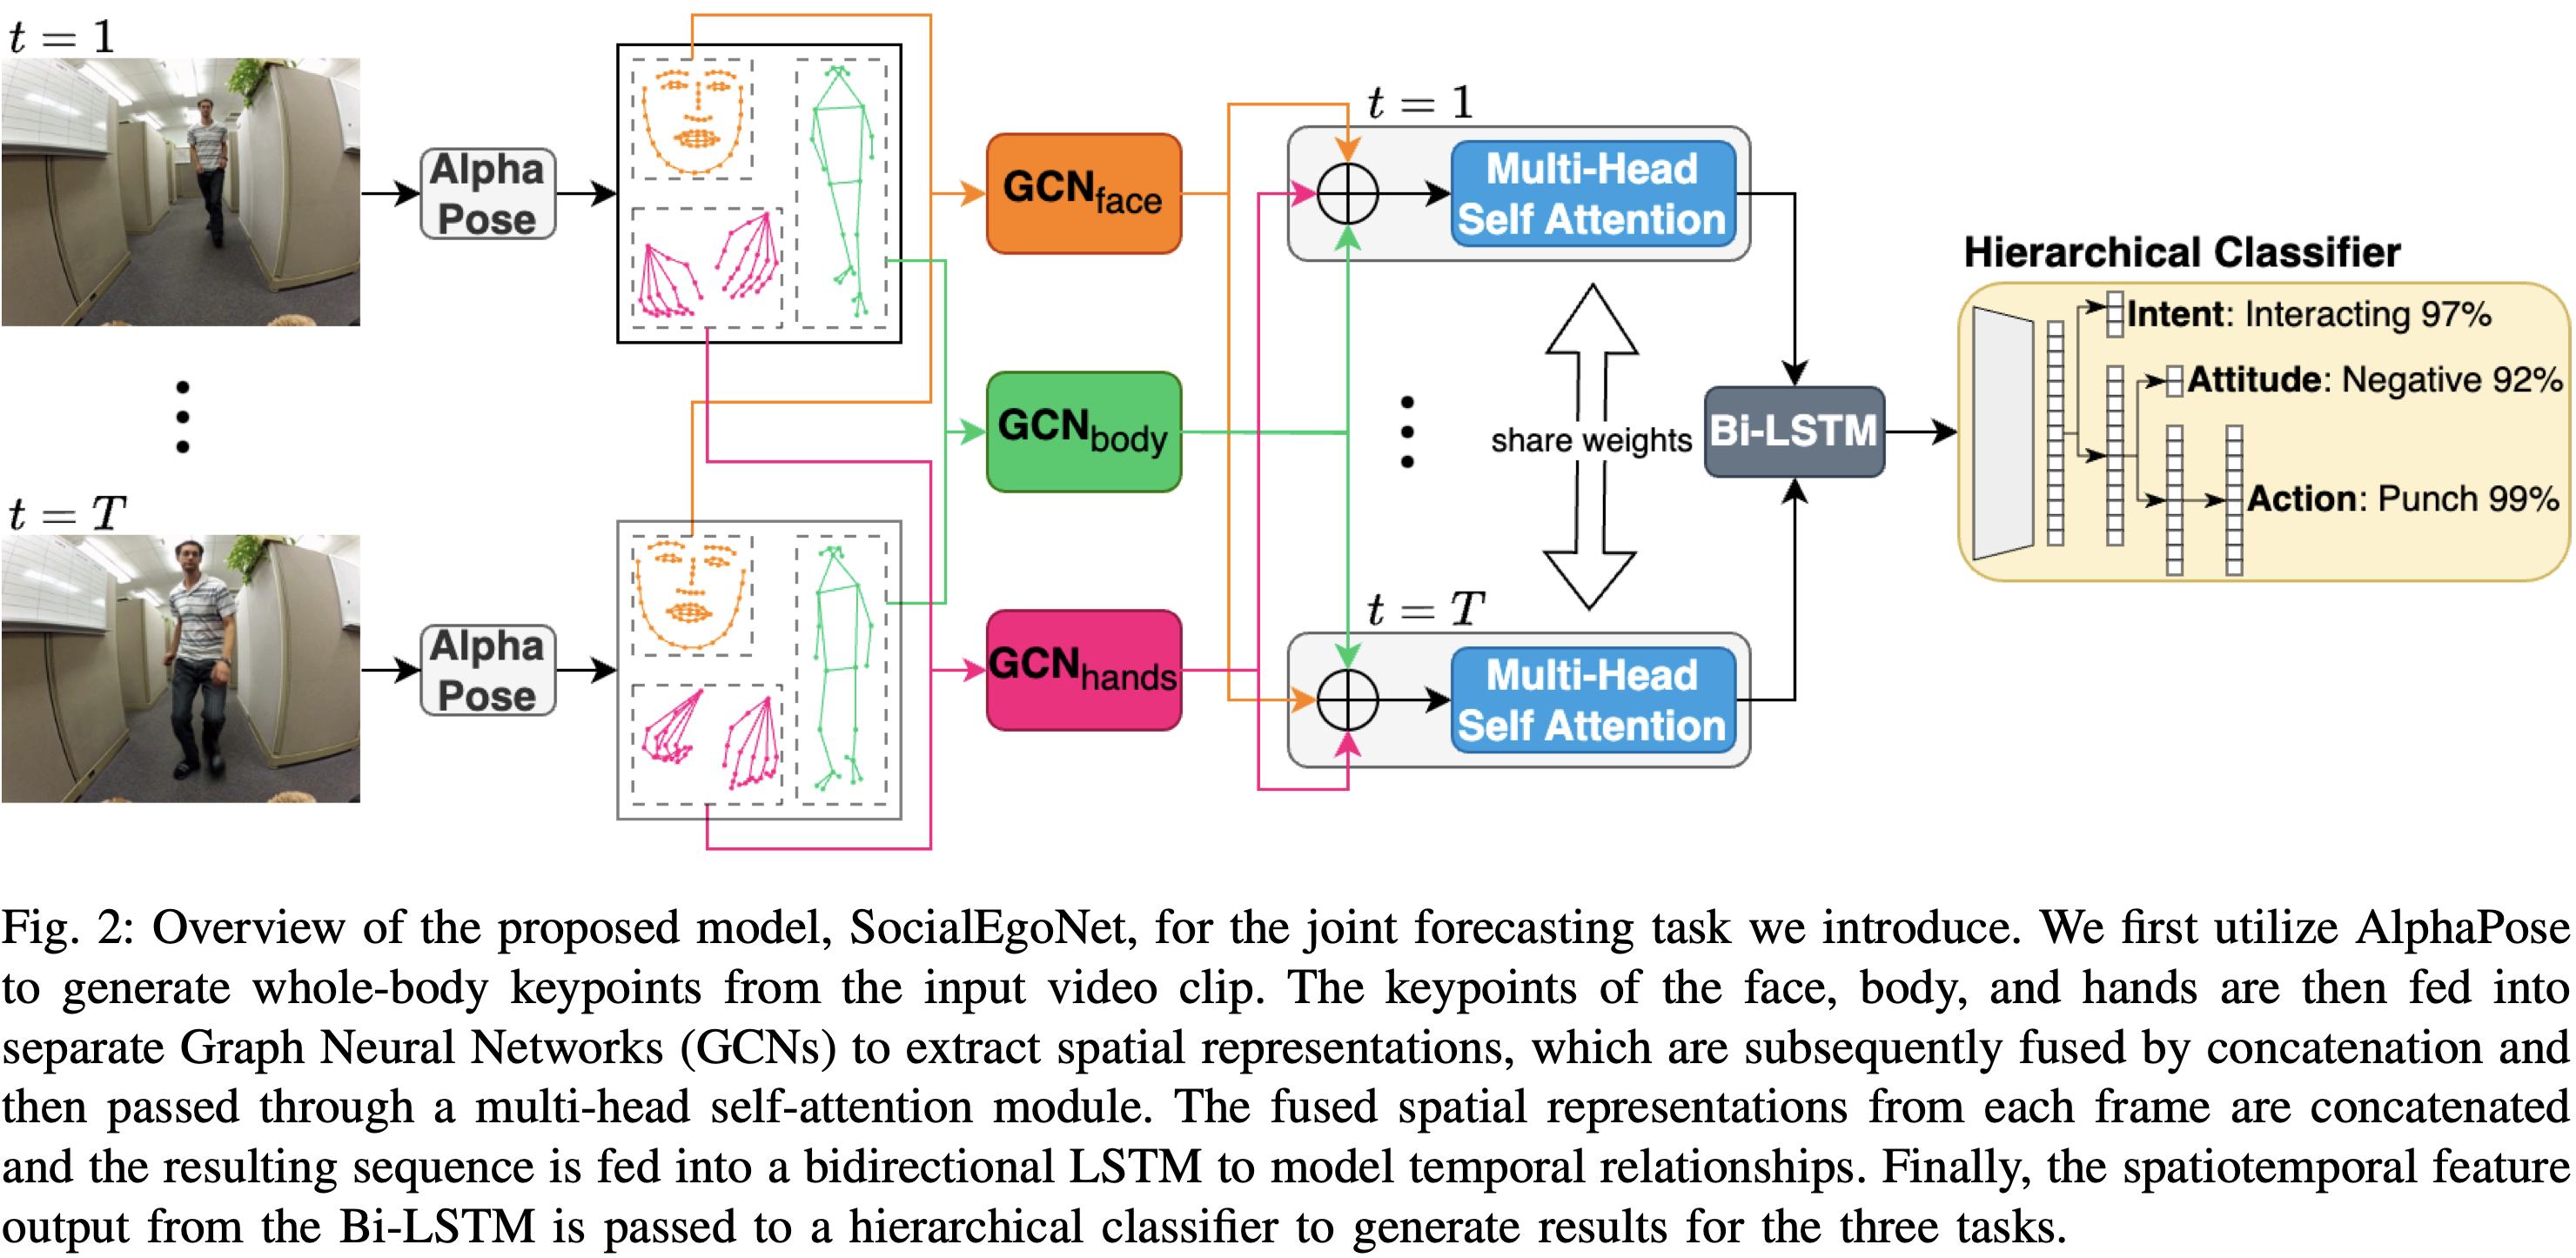 t = 1
Alpha
Pose
GCNface
t = 1
Multi-Head
Self Attention
Hierarchical Classifier
Intent: Interacting 97%
Attitude: Negative 92%
Action: Punch 99%
GCNbody
share weights
Bi-LSTM
t = T
Alpha
Pose
GCNhands
t = T
Multi-Head
Self Attention
Fig. 2: Overview of the proposed model, SocialEgoNet, for the joint forecasting task we introduce. We first utilize AlphaPose
to generate whole-body keypoints from the input video clip. The keypoints of the face, body, and hands are then fed into
separate Graph Neural Networks (GCNs) to extract spatial representations, which are subsequently fused by concatenation and
then passed through a multi-head self-attention module. The fused spatial representations from each frame are concatenated
and the resulting sequence is fed into a bidirectional LSTM to model temporal relationships. Finally, the spatiotemporal feature
output from the Bi-LSTM is passed to a hierarchical classifier to generate results for the three tasks.